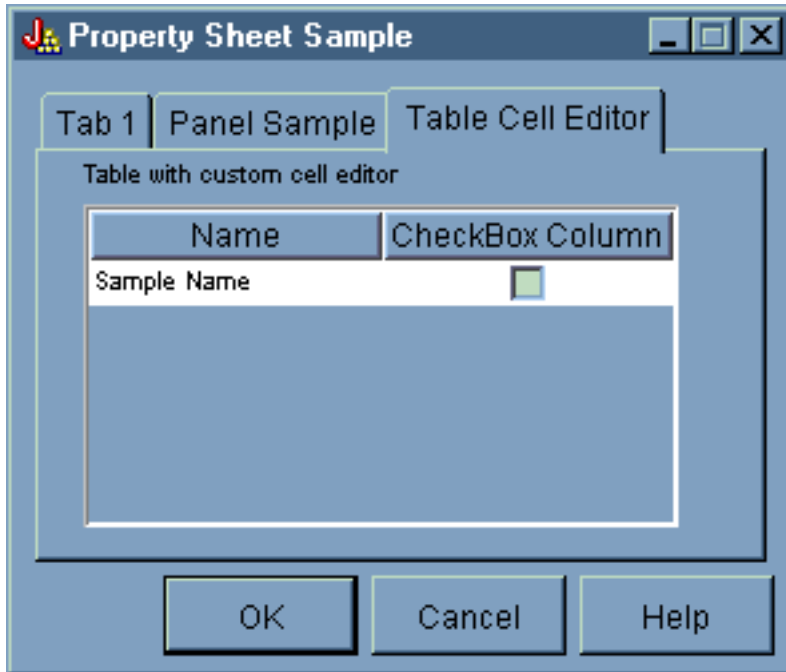 Property Sheet Sample
Tab 1 Panel Sample Table Cell Editor
Table with custom cell editor
Name CheckBox Column
Sample Name
OK Cancel Help